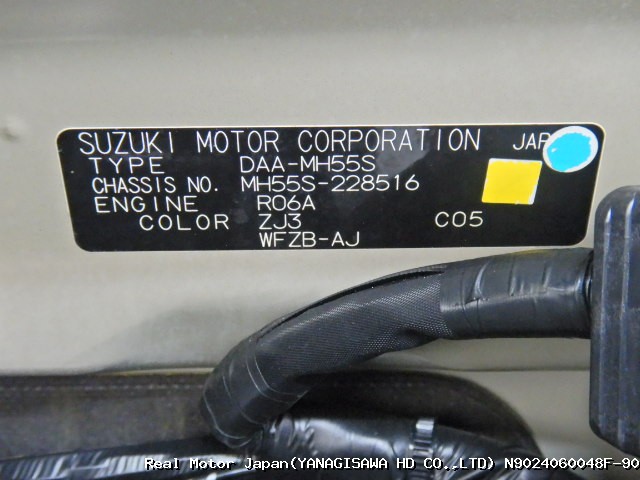 SUZUKI MOTOR CORPORATION JAP
TYPE DAA-MH55S
CHASSIS NO. MH55S-228516
ENGINE R06A
COLOR ZJ3 C05
WFZB-AJ
Real Motor Japan(YANAGISAWA HD CO.,LTD) N9024060048F-90